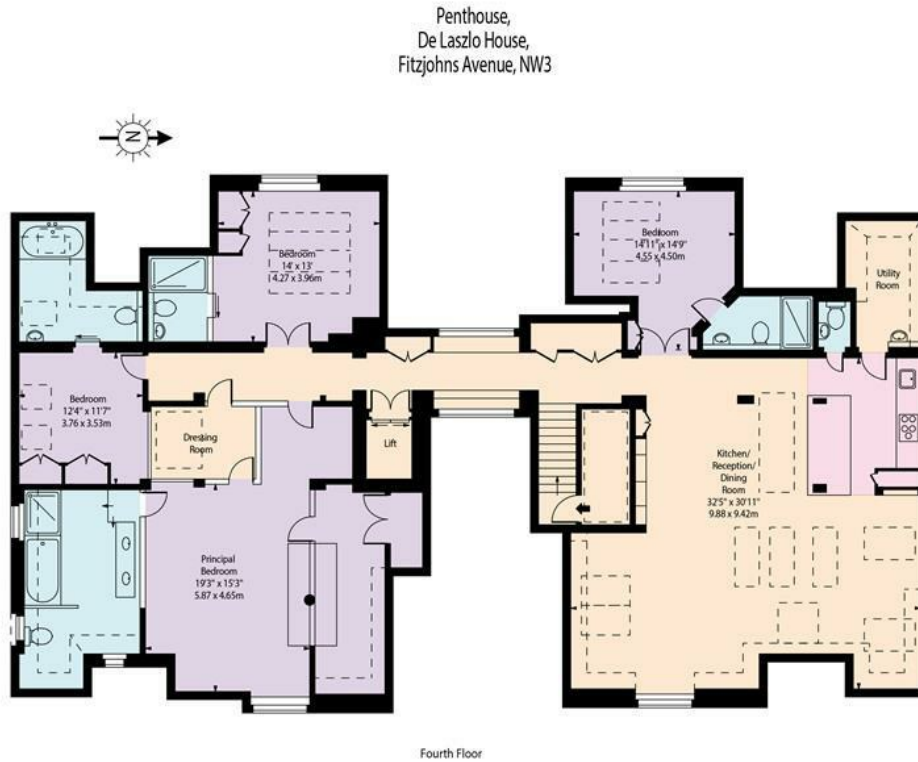 Penthouse,
De Laszlo House,
Fitzjohns Avenue, NW3
N
Bedroom
14' x 13'
4.27 x 3.96m
Bedroom
14'11" x 14'9"
4.55 x 4.50m
Utility
Room
Bedroom
12'4" x 11'7"
3.76 x 3.53m
Dressing
Room
Lift
Kitchen/
Reception/
Dining
Room
32'5" x 30'11"
9.88 x 9.42m
Principal
Bedroom
19'3" x 15'3"
5.87 x 4.65m
Fourth Floor